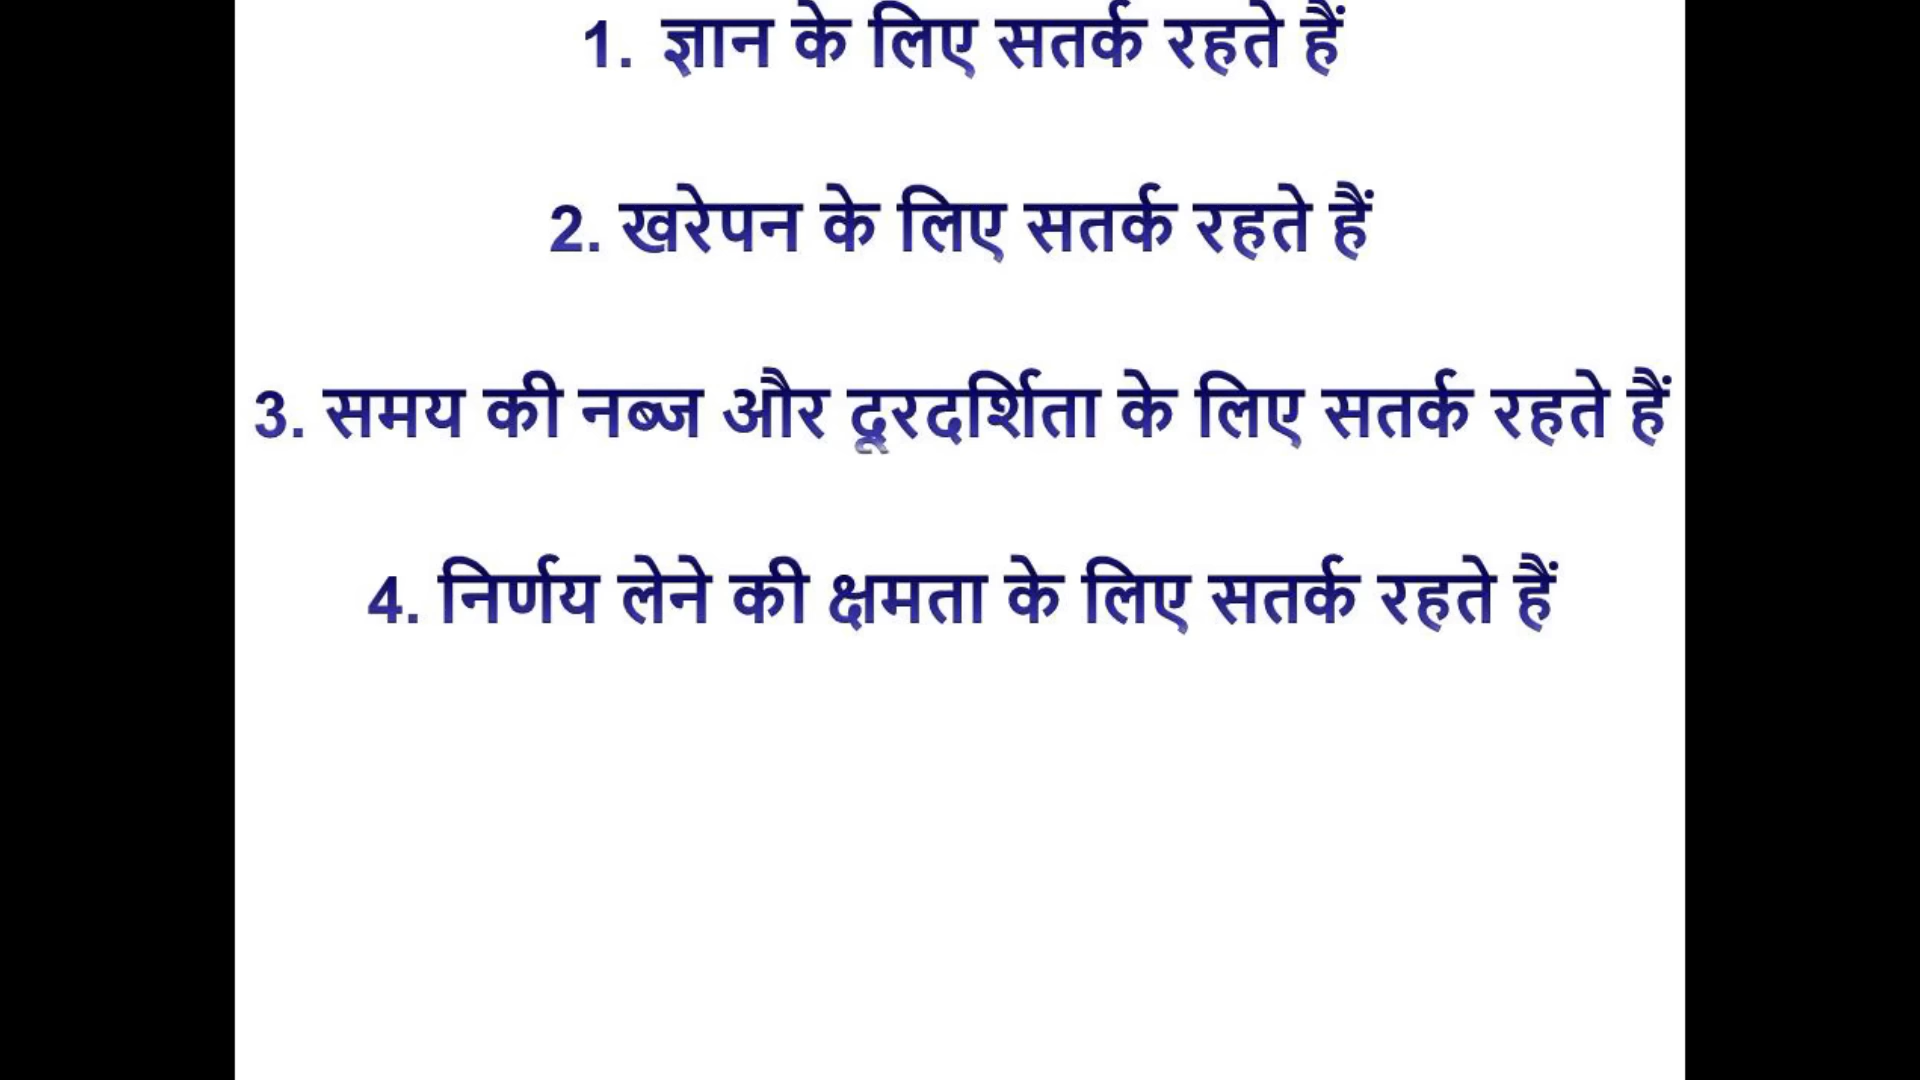 1. ज्ञान के लिए सतर्क रहते हैं
2. खरेपन के लिए सतर्क रहते हैं
3. समय की नब्ज और दूरदर्शिता के लिए सतर्क रहते हैं
4. निर्णय लेने की क्षमता के लिए सतर्क रहते हैं